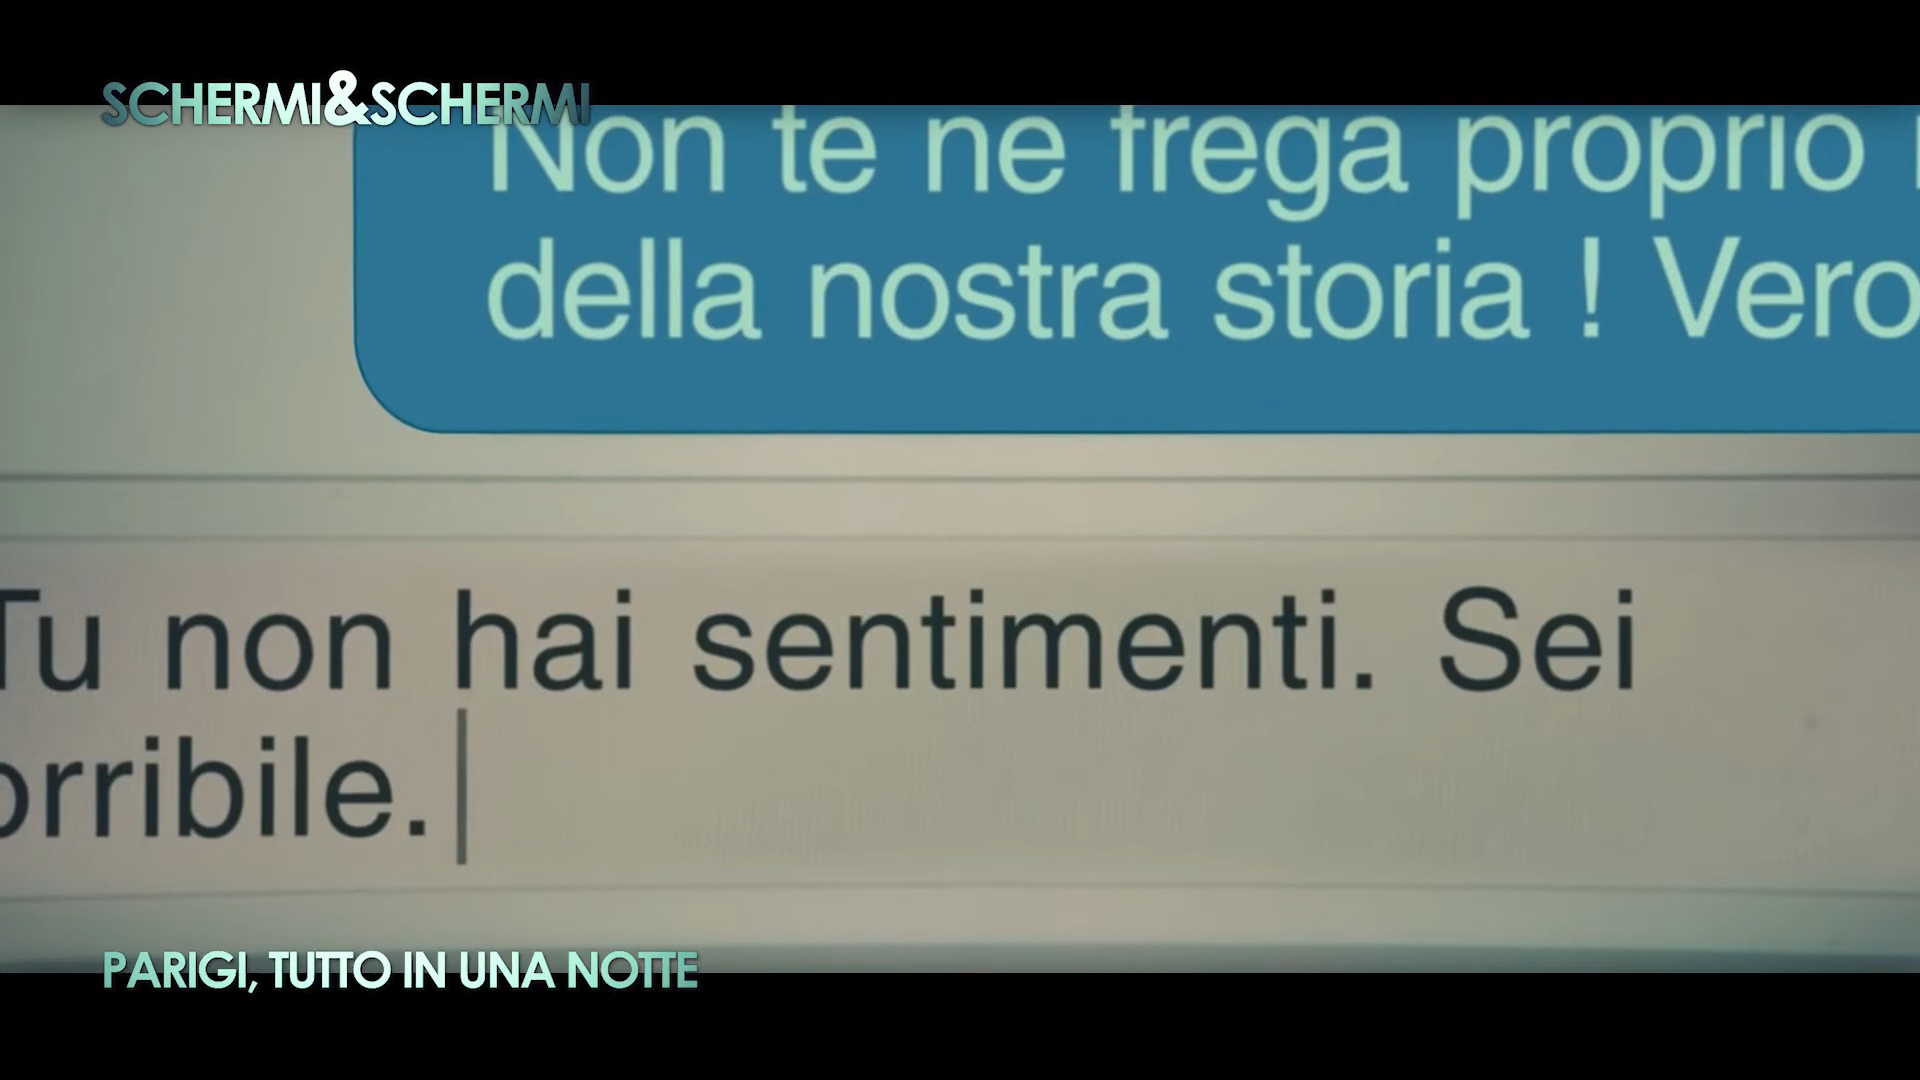 SCHERMI&SCHERMI
Non te ne frega proprio
della nostra storia ! Vero
Tu non hai sentimenti. Sei
orribile.
PARIGI, TUTTO IN UNA NOTTE